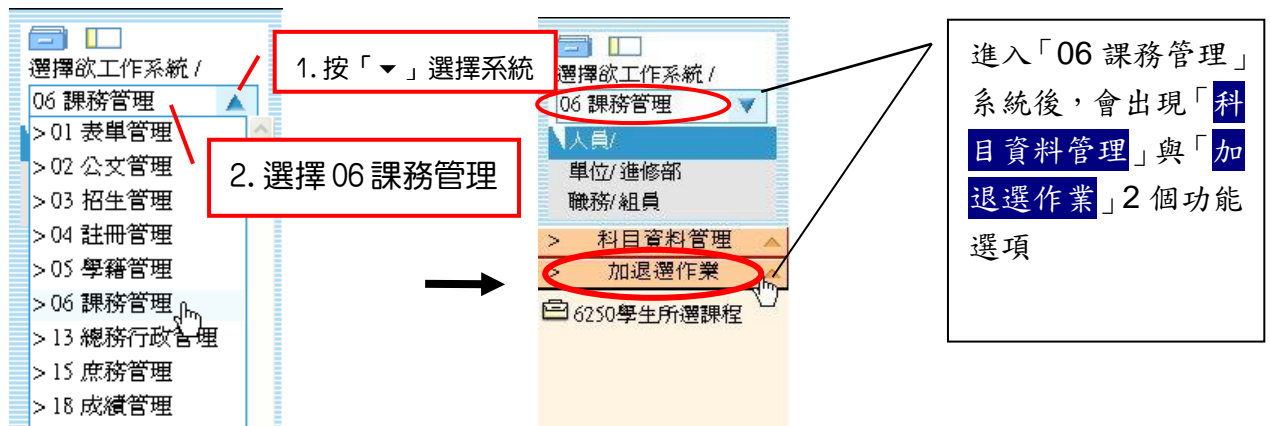 選擇欲工作系統/
06 課務管理
>01 表單管理
>02 公文管理
>03 招生管理
>04 註冊管理
>05 學籍管理
>06 課務管理
>13 總務行政管理
>15 庶務管理
>18 成績管理
1. 按「▼」選擇系統
2. 選擇 06 課務管理
選擇欲工作系統/
06 課務管理
人員/
單位/進修部
職務/組員
> 科目資料管理
> 加退選作業
6250學生所選課程
進入「06 課務管理」
系統後，會出現「科
目資料管理」與「加
退選作業」2 個功能
選項